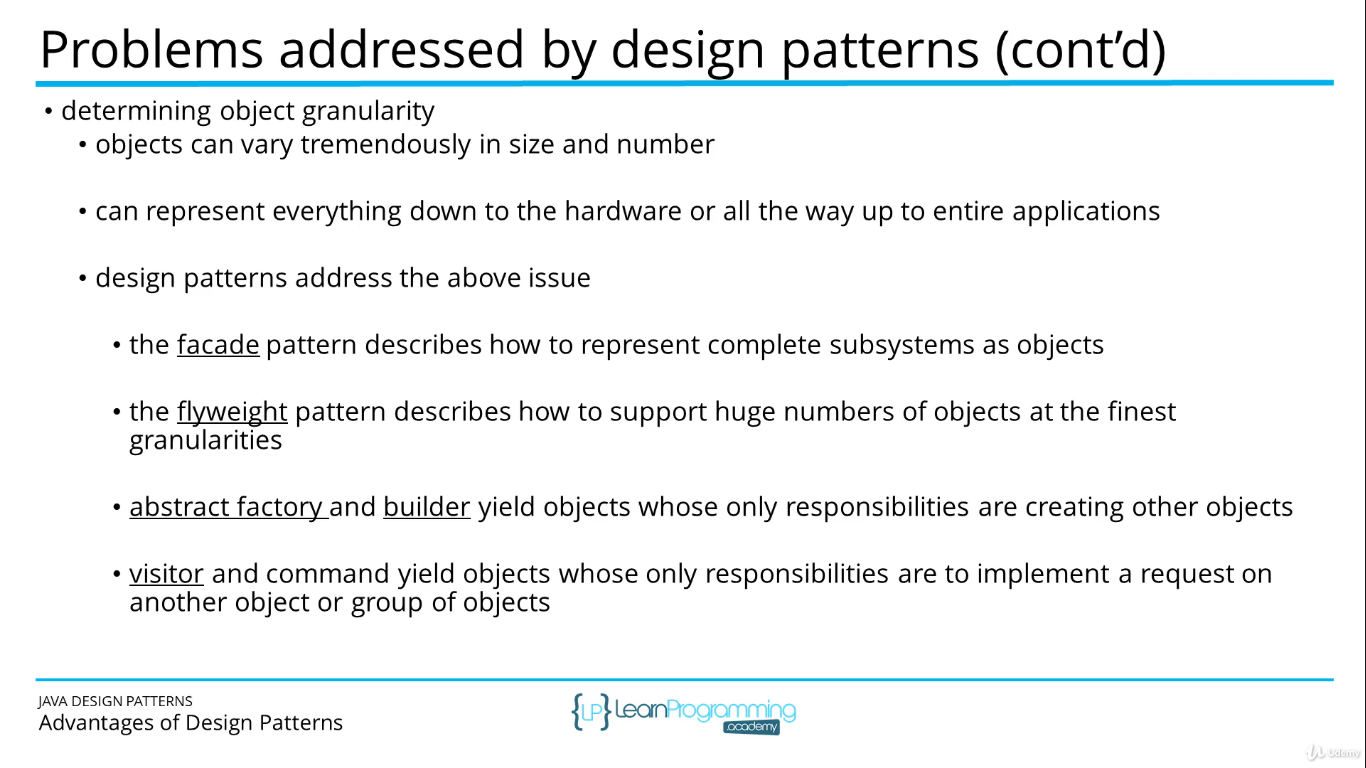 Problems addressed by design patterns (cont’d)
• determining object granularity
• objects can vary tremendously in size and number
• can represent everything down to the hardware or all the way up to entire applications
• design patterns address the above issue
• the facade pattern describes how to represent complete subsystems as objects
• the flyweight pattern describes how to support huge numbers of objects at the finest
granularities
• abstract factory and builder yield objects whose only responsibilities are creating other objects
• visitor and command yield objects whose only responsibilities are to implement a request on
another object or group of objects
JAVA DESIGN PATTERNS
Advantages of Design Patterns
{LP} LearnProgramming
.academy
Udemy